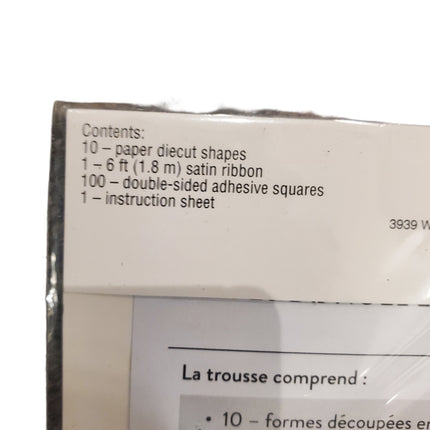 Contents:
10 – paper diecut shapes
1 – 6 ft (1.8 m) satin ribbon
100 – double-sided adhesive squares
1 – instruction sheet
3939 W
La trousse comprend :
• 10 – formes découpées en